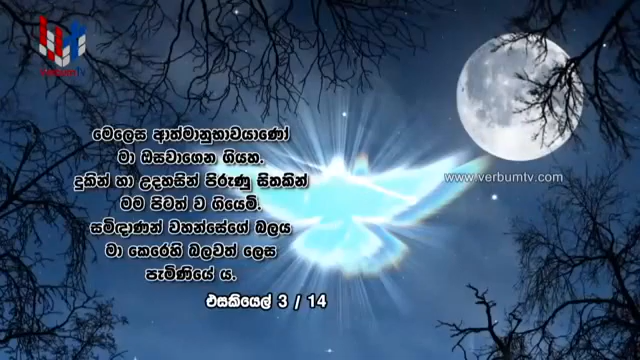 VerbumTV
මෙලෙස ආත්මානුභාවයාණෝ
මා ඔසවාගෙන ගියහ.
දුකින් හා උදහසින් පිරුණු සිතකින්
මම පිටත් ව ගියෙමි.
සමිඳාණන් වහන්සේගේ බලය
මා කෙරෙහි බලවත් ලෙස
පැමිණියේ ය.
එසකියෙල් 3 / 14
www.verbumtv.com